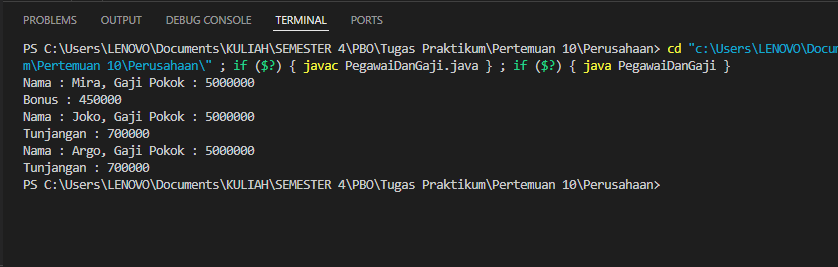 PROBLEMS OUTPUT DEBUG CONSOLE TERMINAL PORTS
PS C:\Users\LENOVO\Documents\KULIAH\SEMESTER 4\PBO\Tugas Praktikum\Pertemuan 10\Perusahaan> cd "c:\Users\LENOVO\Docu
m\Pertemuan 10\Perusahaan\" ; if ($?) { javac PegawaiDanGaji.java } ; if ($?) { java PegawaiDanGaji }
Nama : Mira, Gaji Pokok : 5000000
Bonus : 450000
Nama : Joko, Gaji Pokok : 5000000
Tunjangan : 700000
Nama : Argo, Gaji Pokok : 5000000
Tunjangan : 700000
PS C:\Users\LENOVO\Documents\KULIAH\SEMESTER 4\PBO\Tugas Praktikum\Pertemuan 10\Perusahaan>